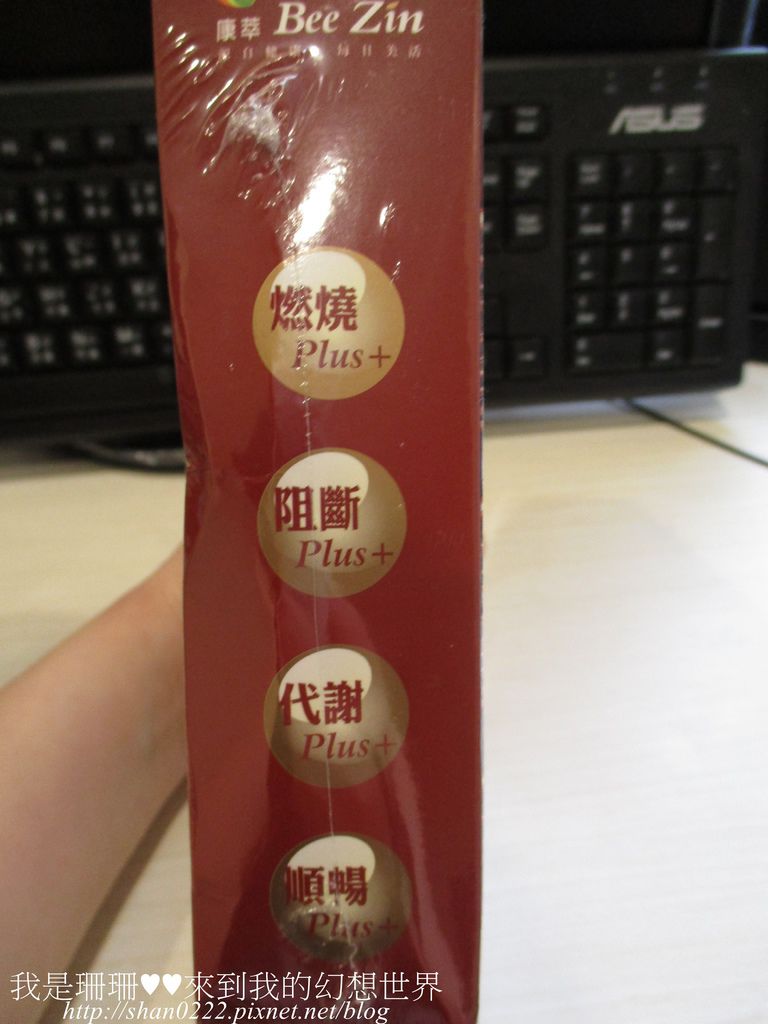 康萃 Bee Zin
燃燒
Plus+
阻斷
Plus+
代謝
Plus+
順暢
Plus+
ASUS
我是珊珊♥♥來到我的幻想世界
http://shan0222.pixnet.net/blog